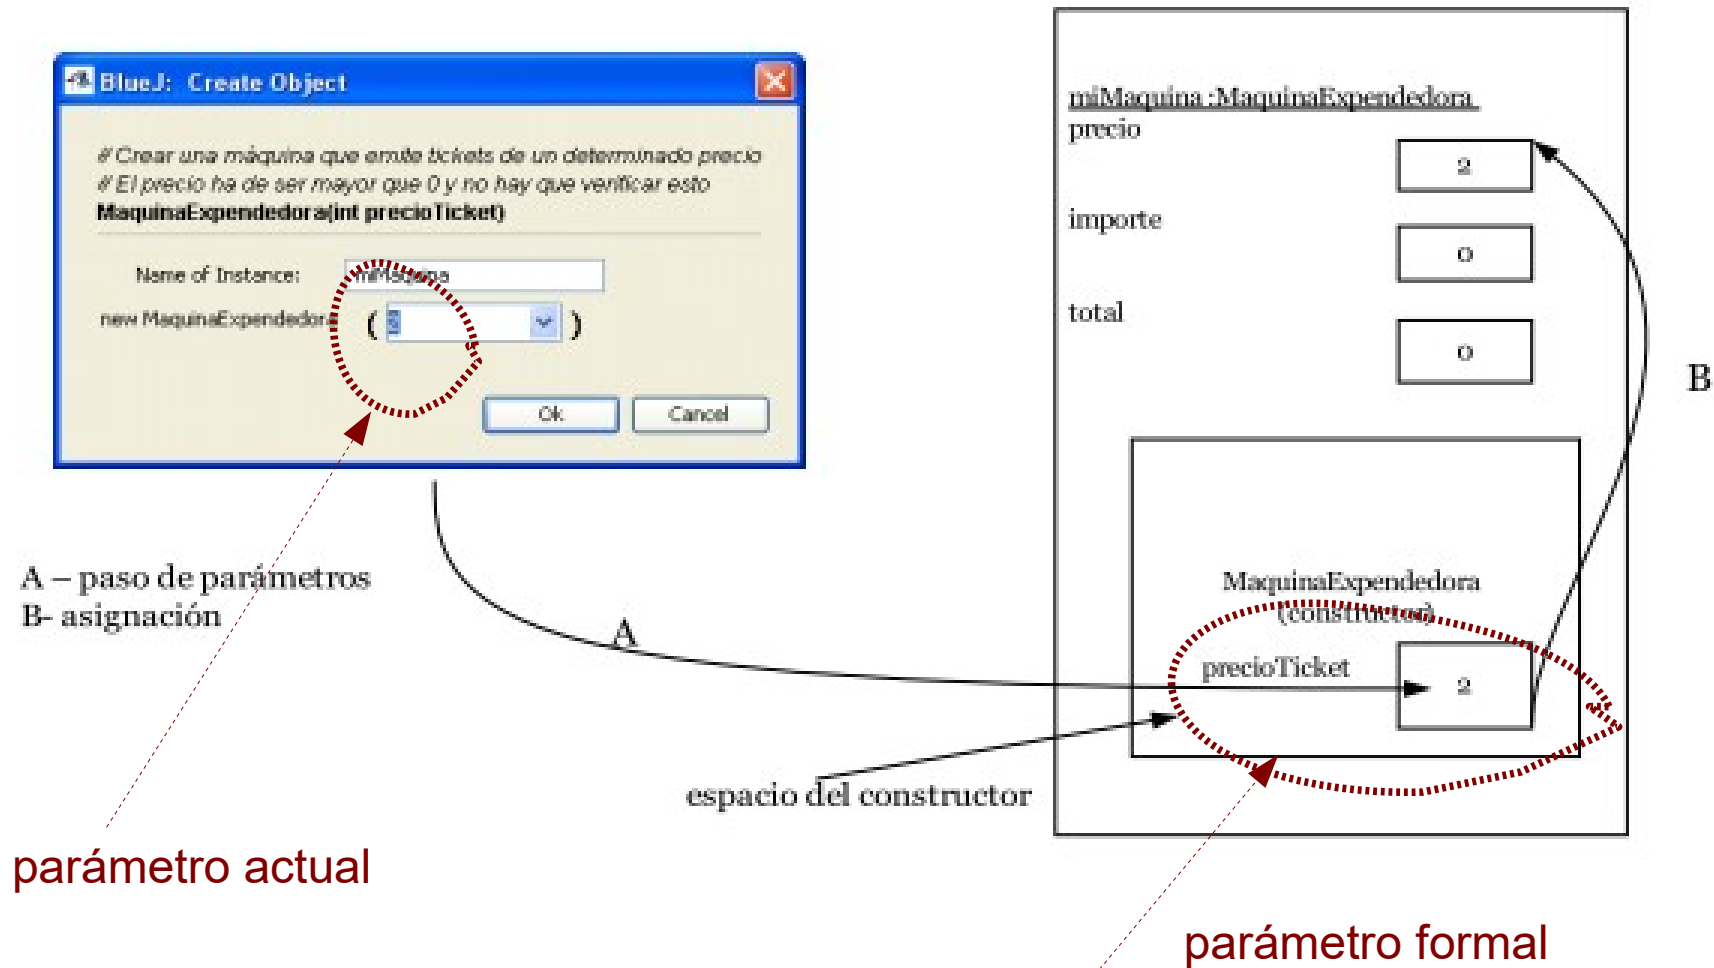 BlueJ: Create Object
# Crear una máquina que emite tickets de un determinado precio
# El precio ha de ser mayor que 0 y no hay que verificar esto
MaquinaExpendedora(int precioTicket)
Name of Instance:
miMaquina
new MaquinaExpendedora
( 2 )
Ok
Cancel
A – paso de parámetros
B- asignación
parámetro actual
A
espacio del constructor
miMaquina :MaquinaExpendedora
precio
2
importe
0
total
0
B
MaquinaExpendedora
(constructor)
precioTicket
2
parámetro formal